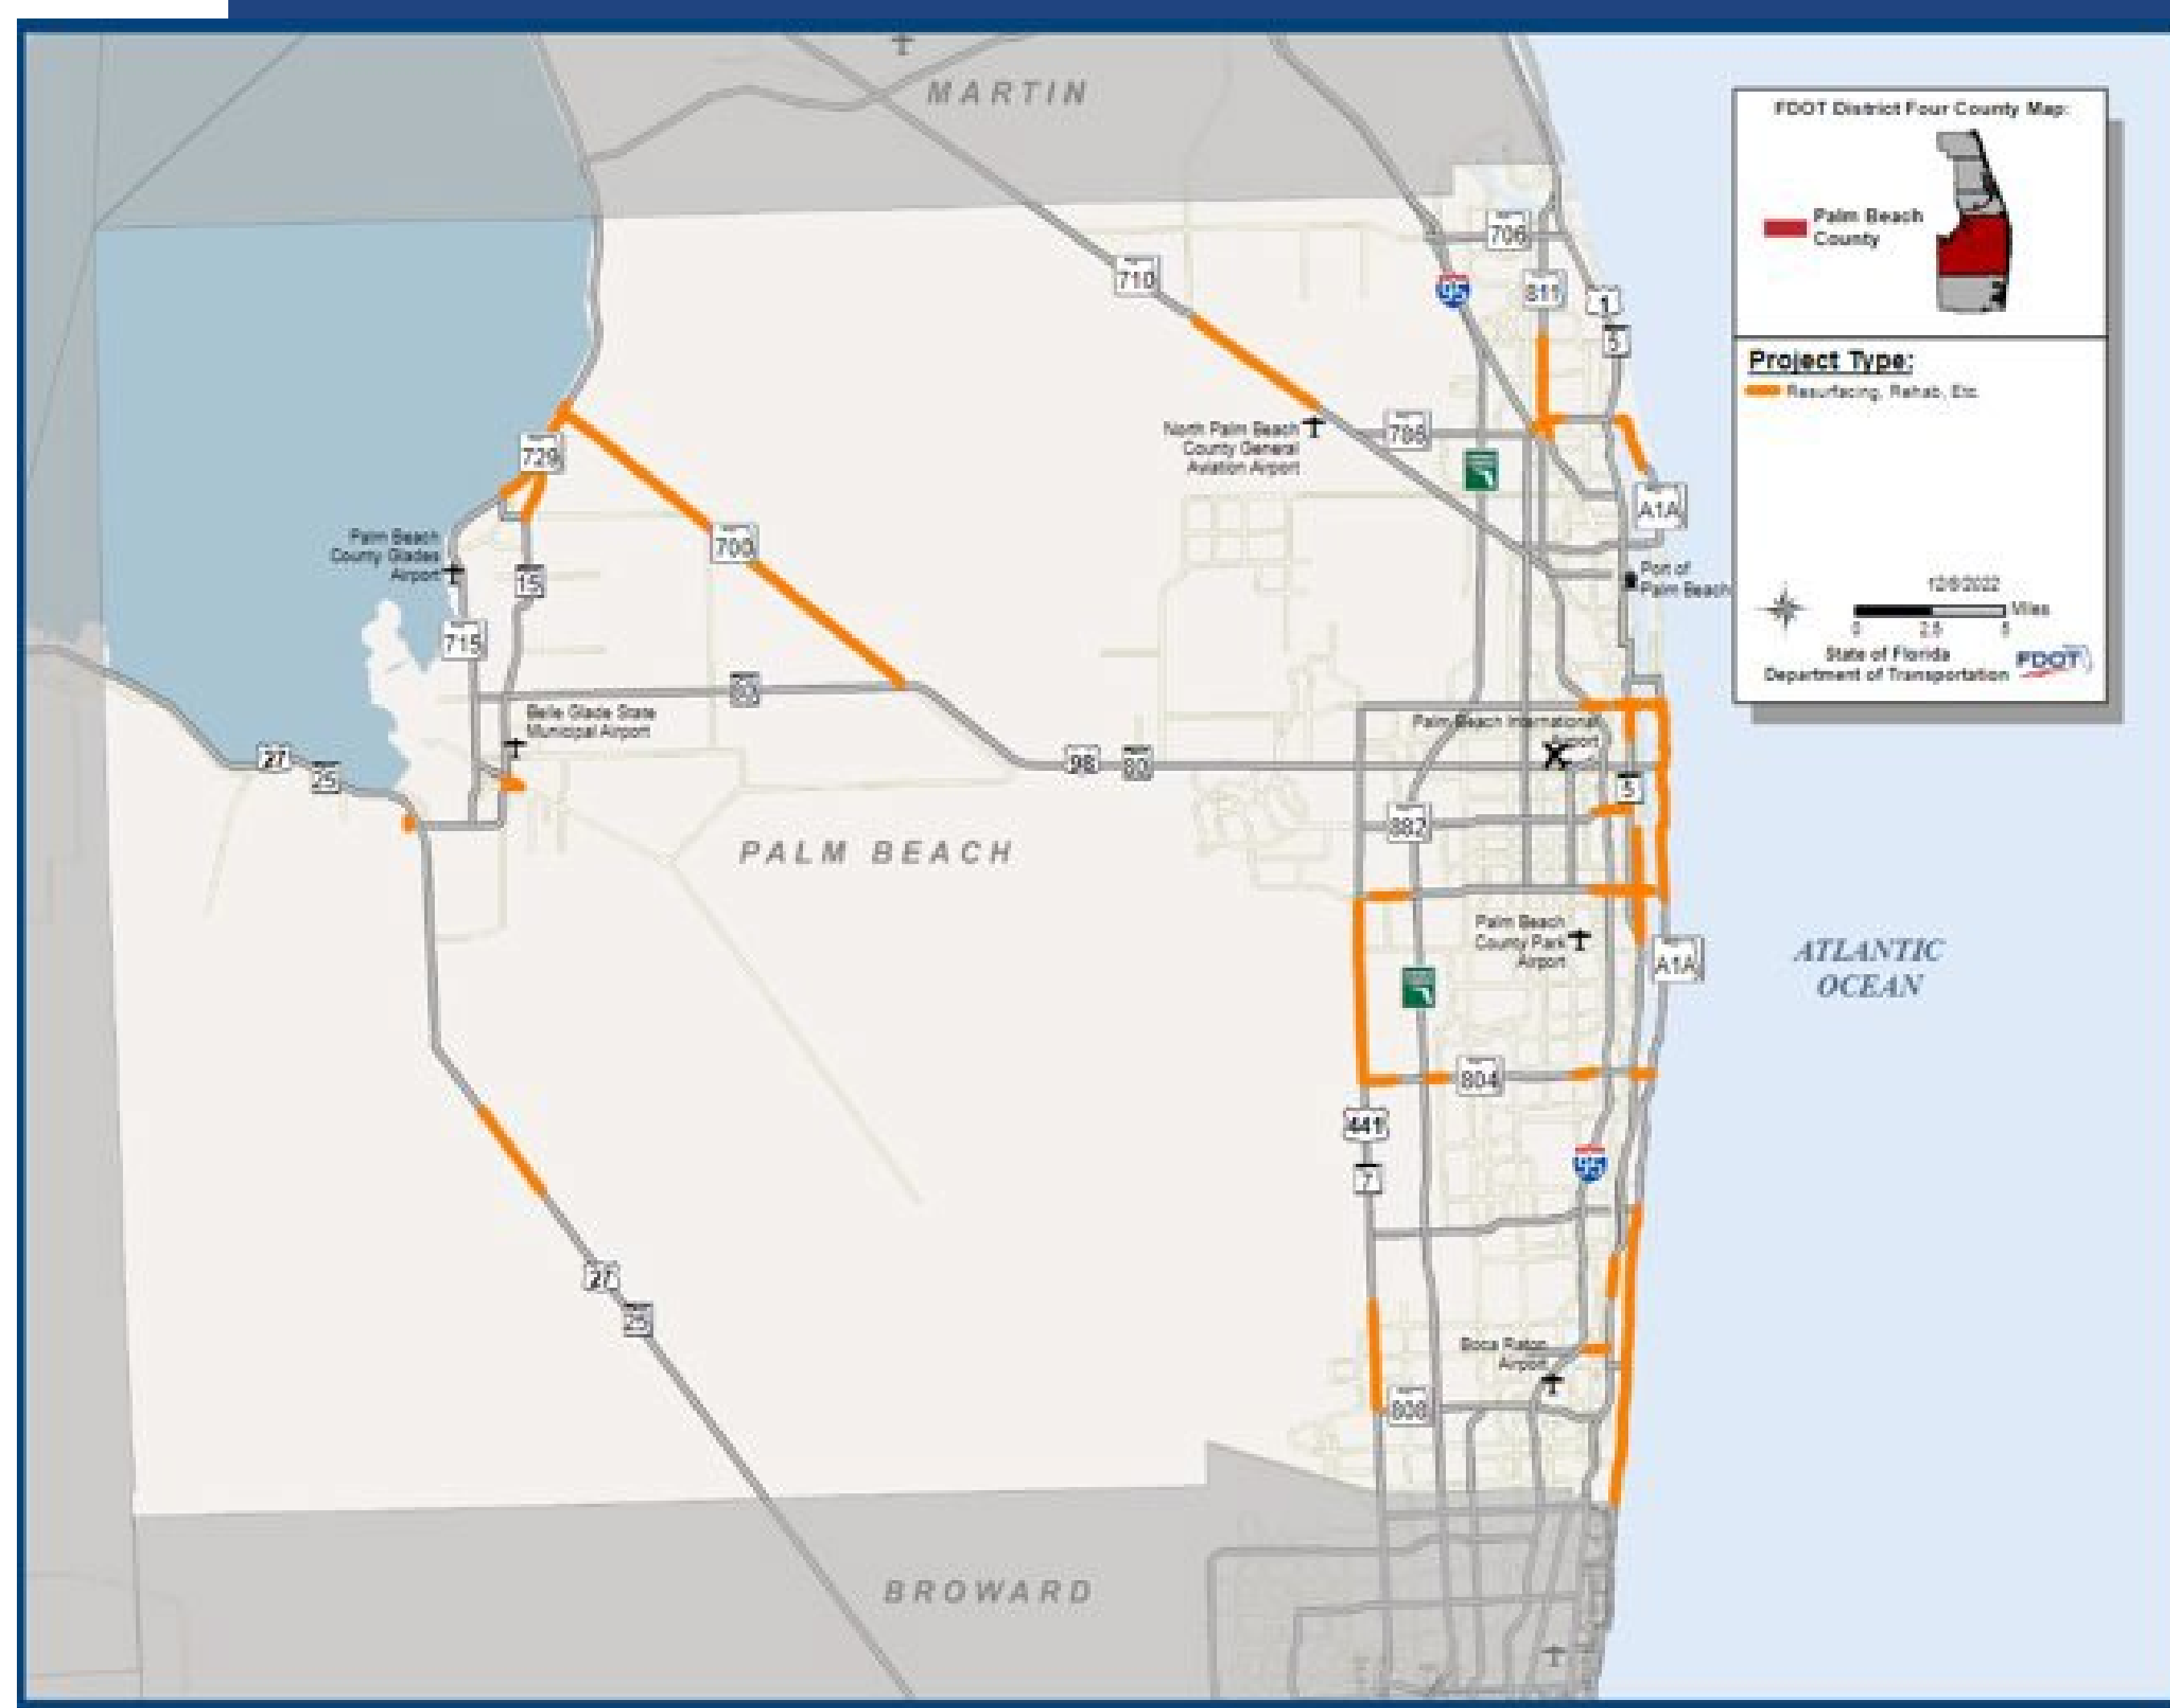 MARTIN
FDOT District Four County Map:
Palm Beach
County
706
710
95
811
1
5
Project Type:
Resurfacing, Rehab, Etc.
North Palm Beach
County General
Aviation Airport
786
729
A1A
700
Palm Beach
County Glades
Airport
15
Port of
Palm Beach
12/8/2022
Miles
0 2.5 5
State of Florida
Department of Transportation
FDOT
715
80
Belle Glade State
Municipal Airport
Palm Beach International
Airport
27
25
98
80
5
882
PALM BEACH
Palm Beach
County Park
Airport
A1A
ATLANTIC
OCEAN
804
441
95
7
27
25
Boca Raton
Airport
808
BROWARD